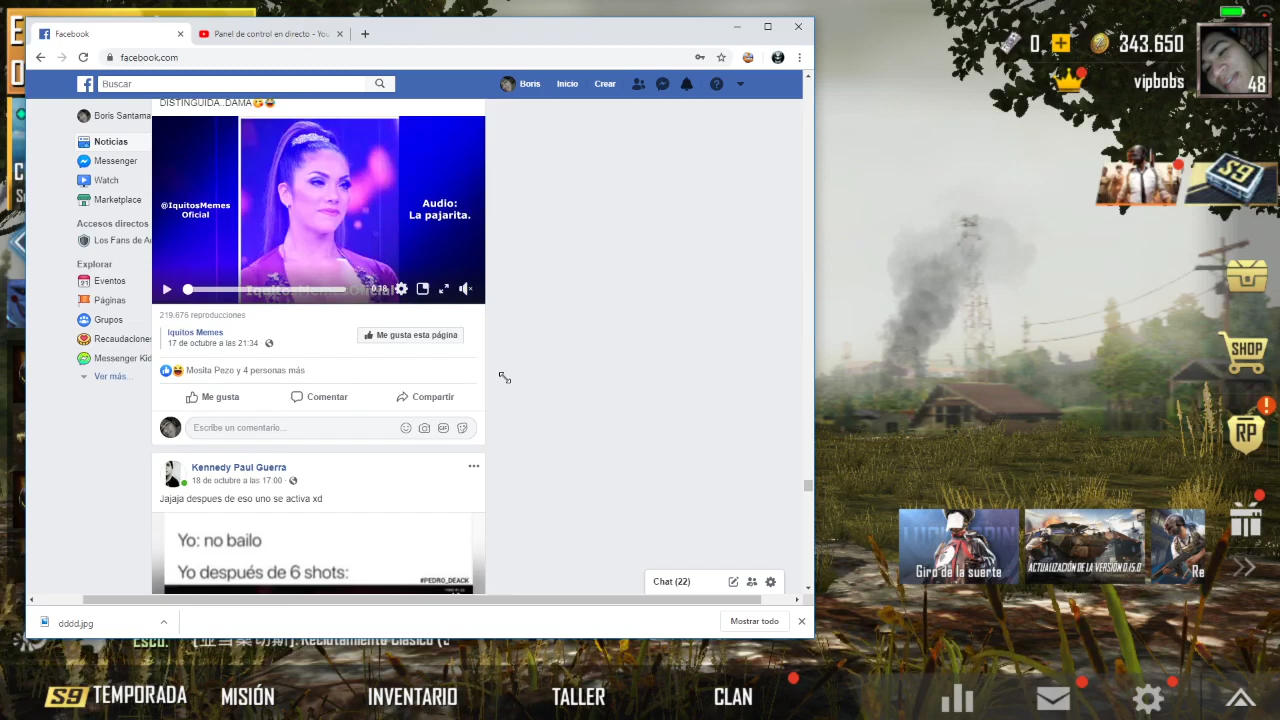 Facebook
Panel de control en directo - You
facebook.com
Buscar
Boris
Inicio
Crear
0
343.650
vipbobs
48
S9
DISTINGUIDA..DAMA😘😂
Boris Santama
Noticias
Messenger
Watch
Marketplace
Accesos directos
Los Fans de A
Explorar
Eventos
Páginas
Grupos
Recaudaciones
Messenger Kid
Ver más...
@IquitosMemes
Oficial
Audio:
La pajarita.
0:18
IquitosMemesOficial
219.676 reproducciones
Iquitos Memes
17 de octubre a las 21:34
Me gusta esta página
Mosita Pezo y 4 personas más
Me gusta
Comentar
Compartir
Escribe un comentario...
GIF
Kennedy Paul Guerra
18 de octubre a las 17:00
Jajaja despues de eso uno se activa xd
Yo: no bailo
Yo después de 6 shots:
#PEDRO_DEACK
Chat (22)
dddd.jpg
Mostrar todo
SHOP
RP
Giro de la suerte
ACTUALIZACIÓN DE LA VERSIÓN 0.15.0
Re
S9 TEMPORADA
MISIÓN
INVENTARIO
TALLER
CLAN